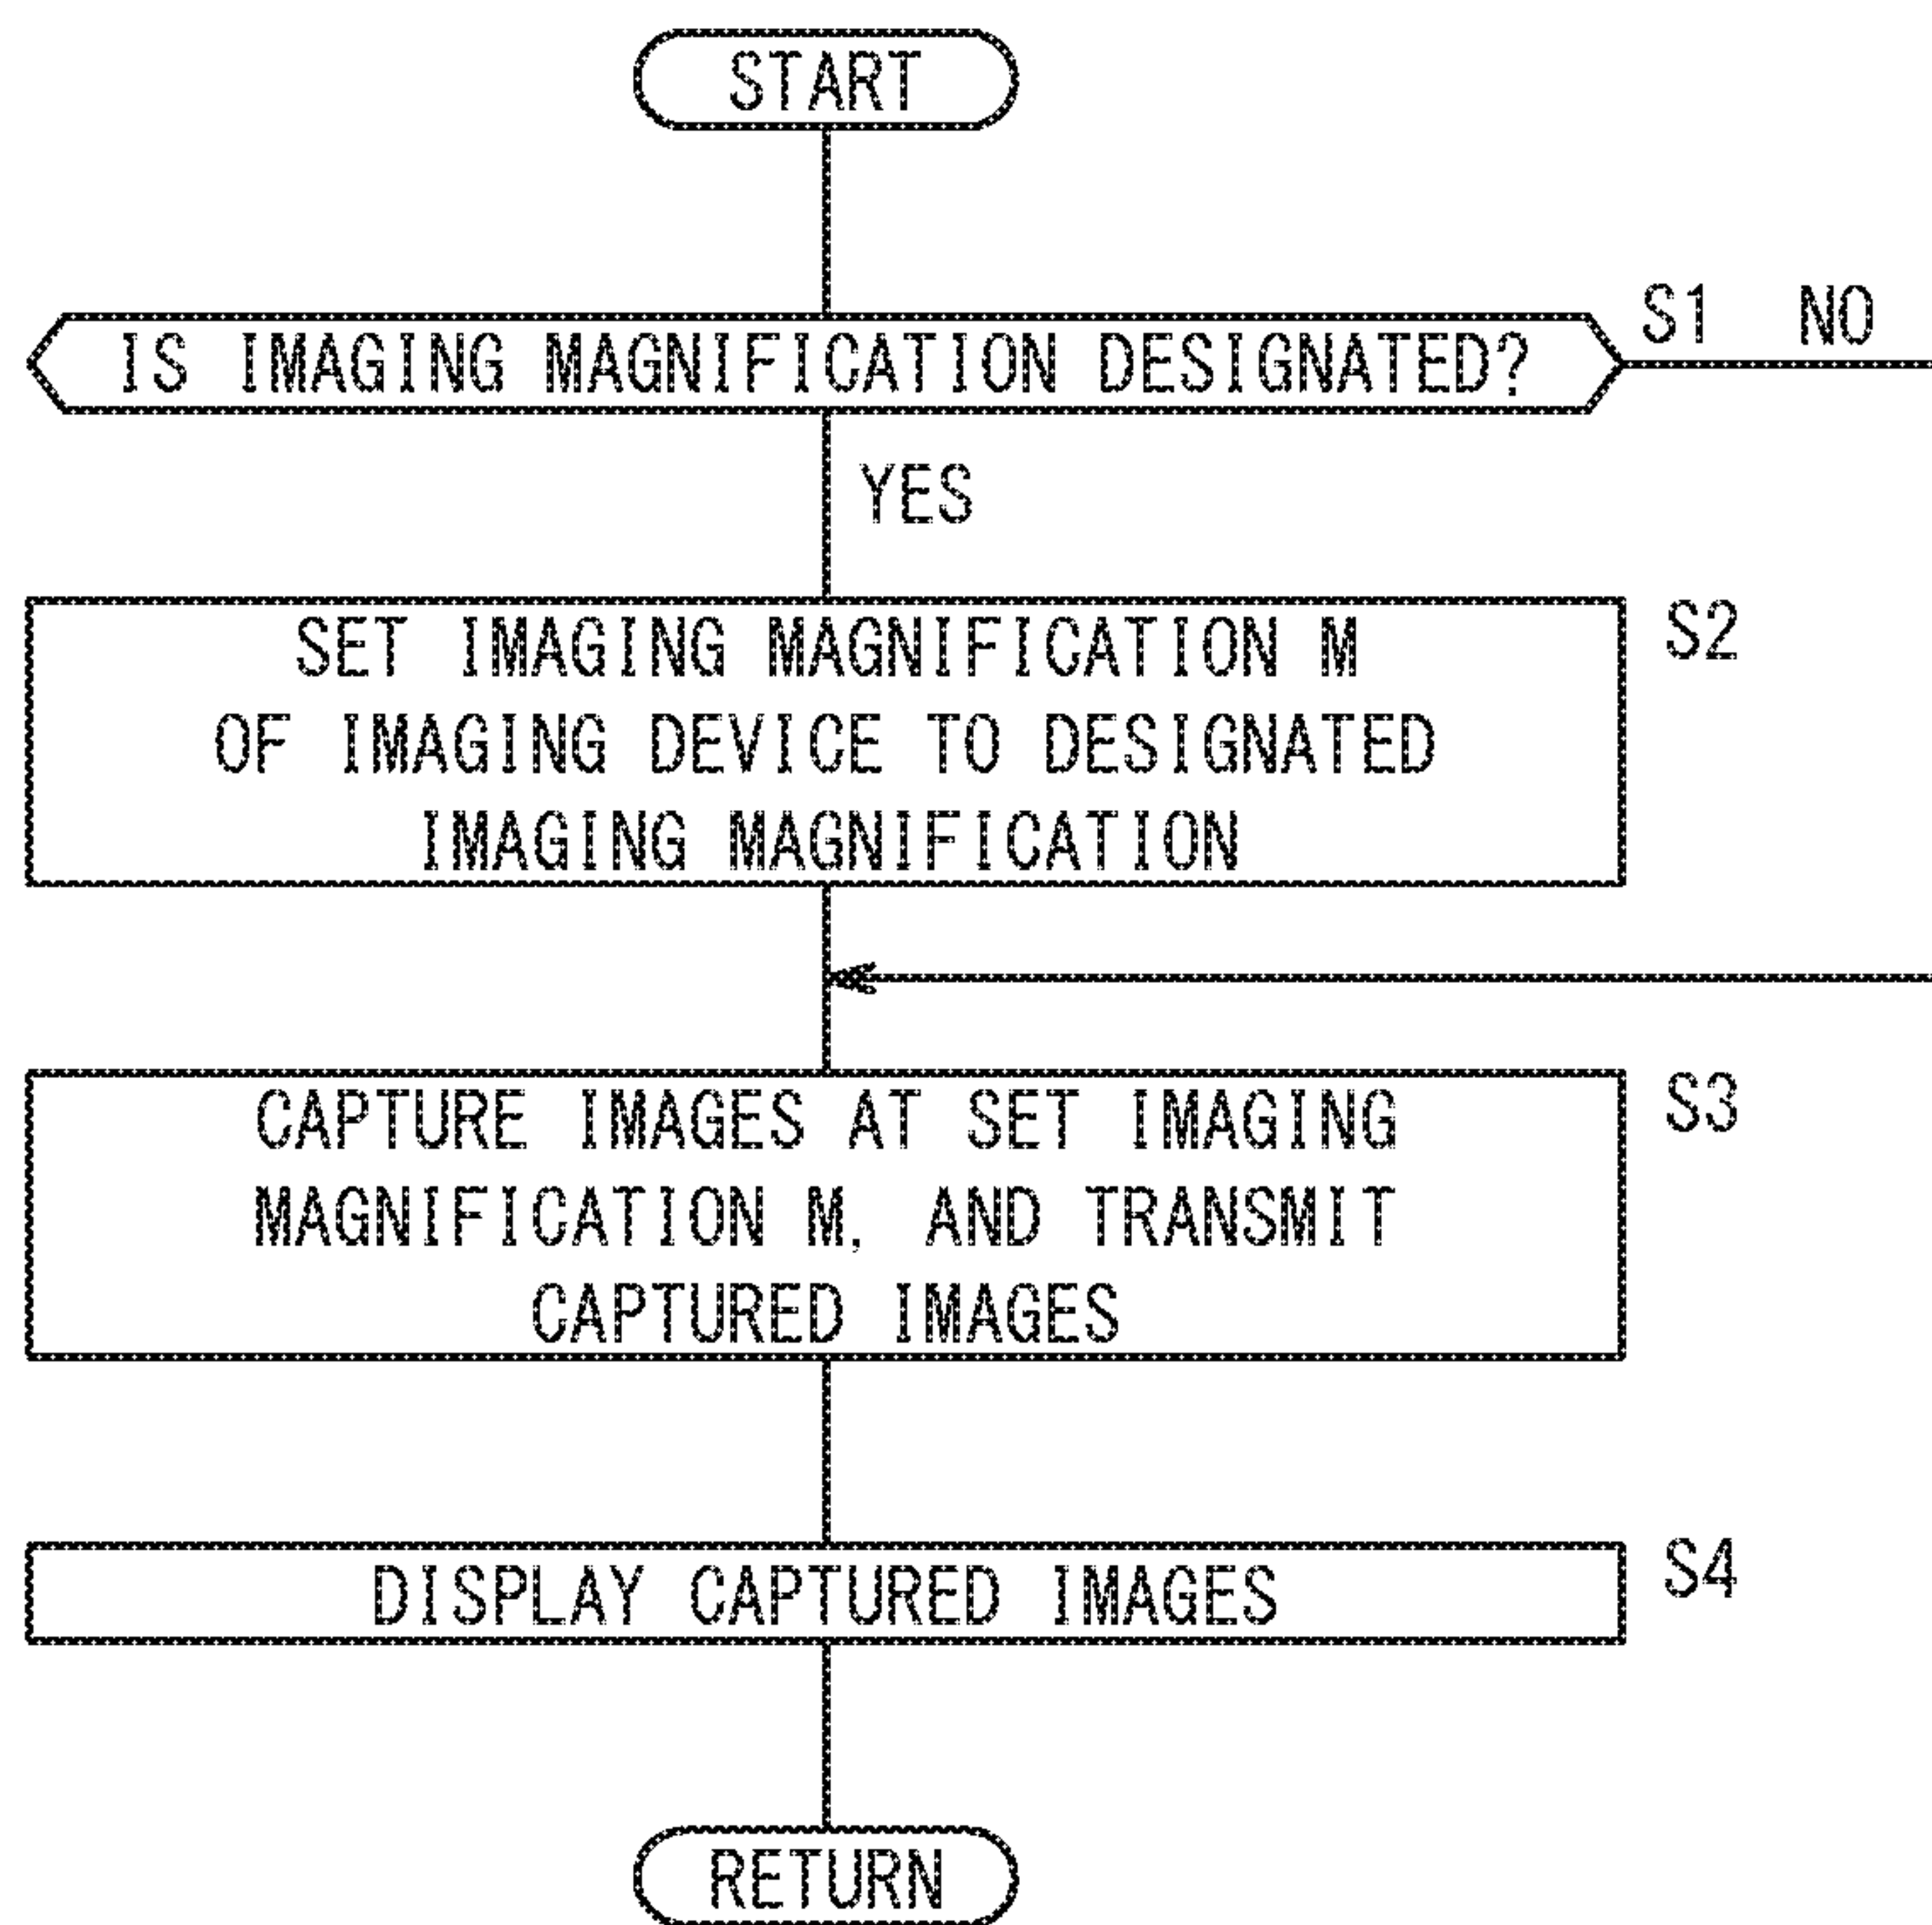 START
IS IMAGING MAGNIFICATION DESIGNATED?
S1 NO
YES
SET IMAGING MAGNIFICATION M
OF IMAGING DEVICE TO DESIGNATED
IMAGING MAGNIFICATION
S2
CAPTURE IMAGES AT SET IMAGING
MAGNIFICATION M, AND TRANSMIT
CAPTURED IMAGES
S3
DISPLAY CAPTURED IMAGES
S4
RETURN